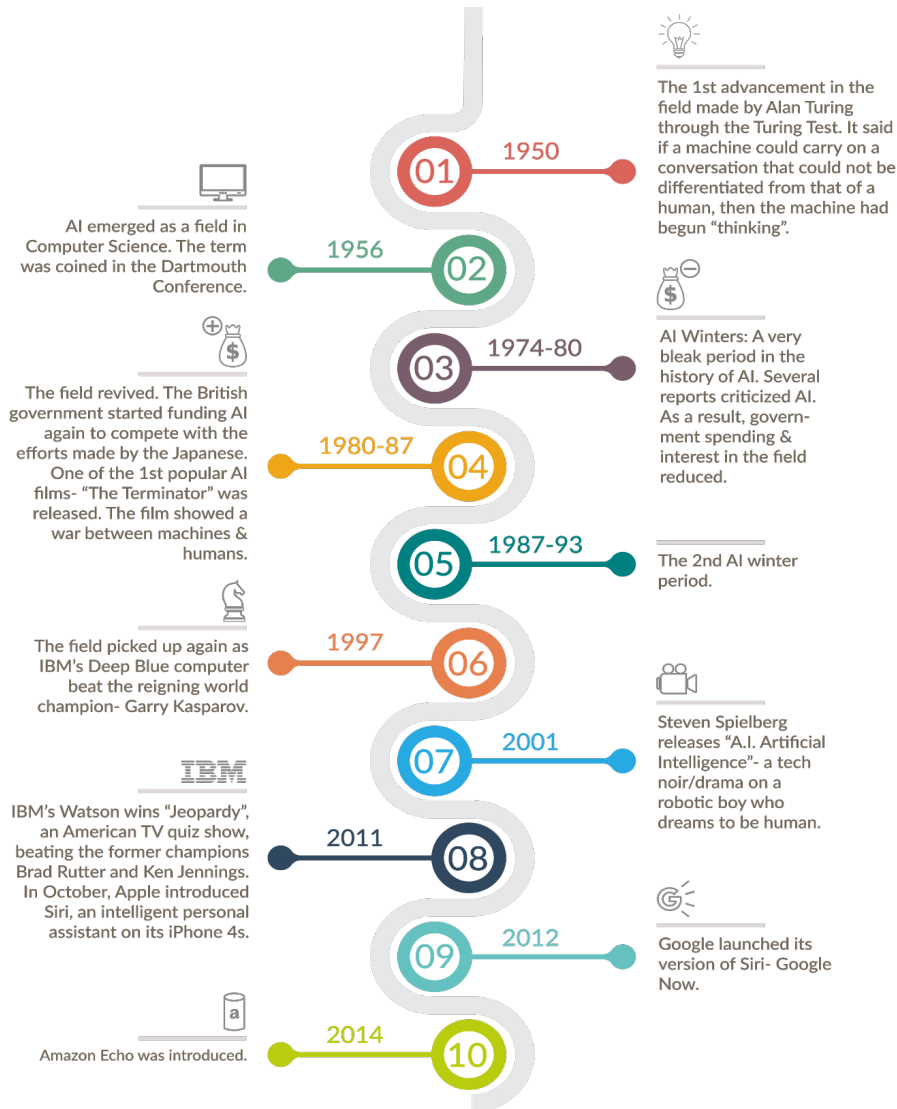 The 1st advancement in the
field made by Alan Turing
through the Turing Test. It said
if a machine could carry on a
conversation that could not be
differentiated from that of a
human, then the machine had
begun “thinking”.
1950
01
AI emerged as a field in
Computer Science. The term
was coined in the Dartmouth
Conference.
1956
02
$
AI Winters: A very
bleak period in the
history of AI. Several
reports criticized AI.
As a result, govern-
ment spending &
interest in the field
reduced.
1974-80
03
$
The field revived. The British
government started funding AI
again to compete with the
efforts made by the Japanese.
One of the 1st popular AI
films- “The Terminator” was
released. The film showed a
war between machines &
humans.
1980-87
04
1987-93
05
The 2nd AI winter
period.
The field picked up again as
IBM’s Deep Blue computer
beat the reigning world
champion- Garry Kasparov.
1997
06
2001
07
Steven Spielberg
releases “A.I. Artificial
Intelligence”- a tech
noir/drama on a
robotic boy who
dreams to be human.
IBM
IBM’s Watson wins “Jeopardy”,
an American TV quiz show,
beating the former champions
Brad Rutter and Ken Jennings.
In October, Apple introduced
Siri, an intelligent personal
assistant on its iPhone 4s.
2011
08
2012
09
G
Google launched its
version of Siri- Google
Now.
a
Amazon Echo was introduced.
2014
10